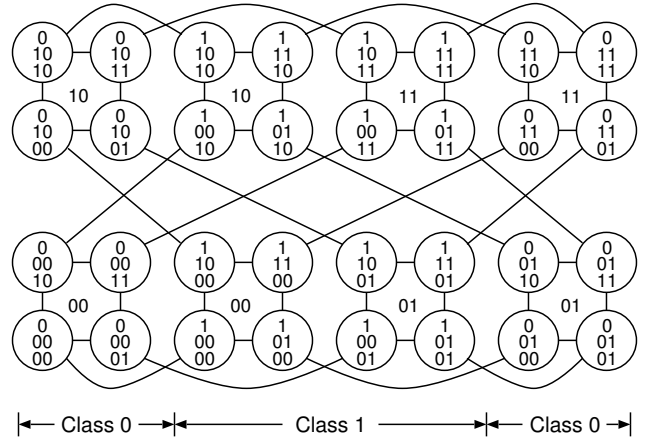 0 0 1 1 1 1 0 0
10 10 10 11 10 11 11 11
10 11 10 10 11 11 10 11
10 10 11 11
0 0 1 1 1 1 0 0
10 10 00 01 00 01 11 11
00 01 10 10 11 11 00 01
0 0 1 1 1 1 0 0
00 00 10 11 10 11 01 01
10 11 00 00 01 01 10 11
00 00 01 01
0 0 1 1 1 1 0 0
00 00 00 01 00 01 01 01
00 01 00 00 01 01 00 01
Class 0 Class 1 Class 0